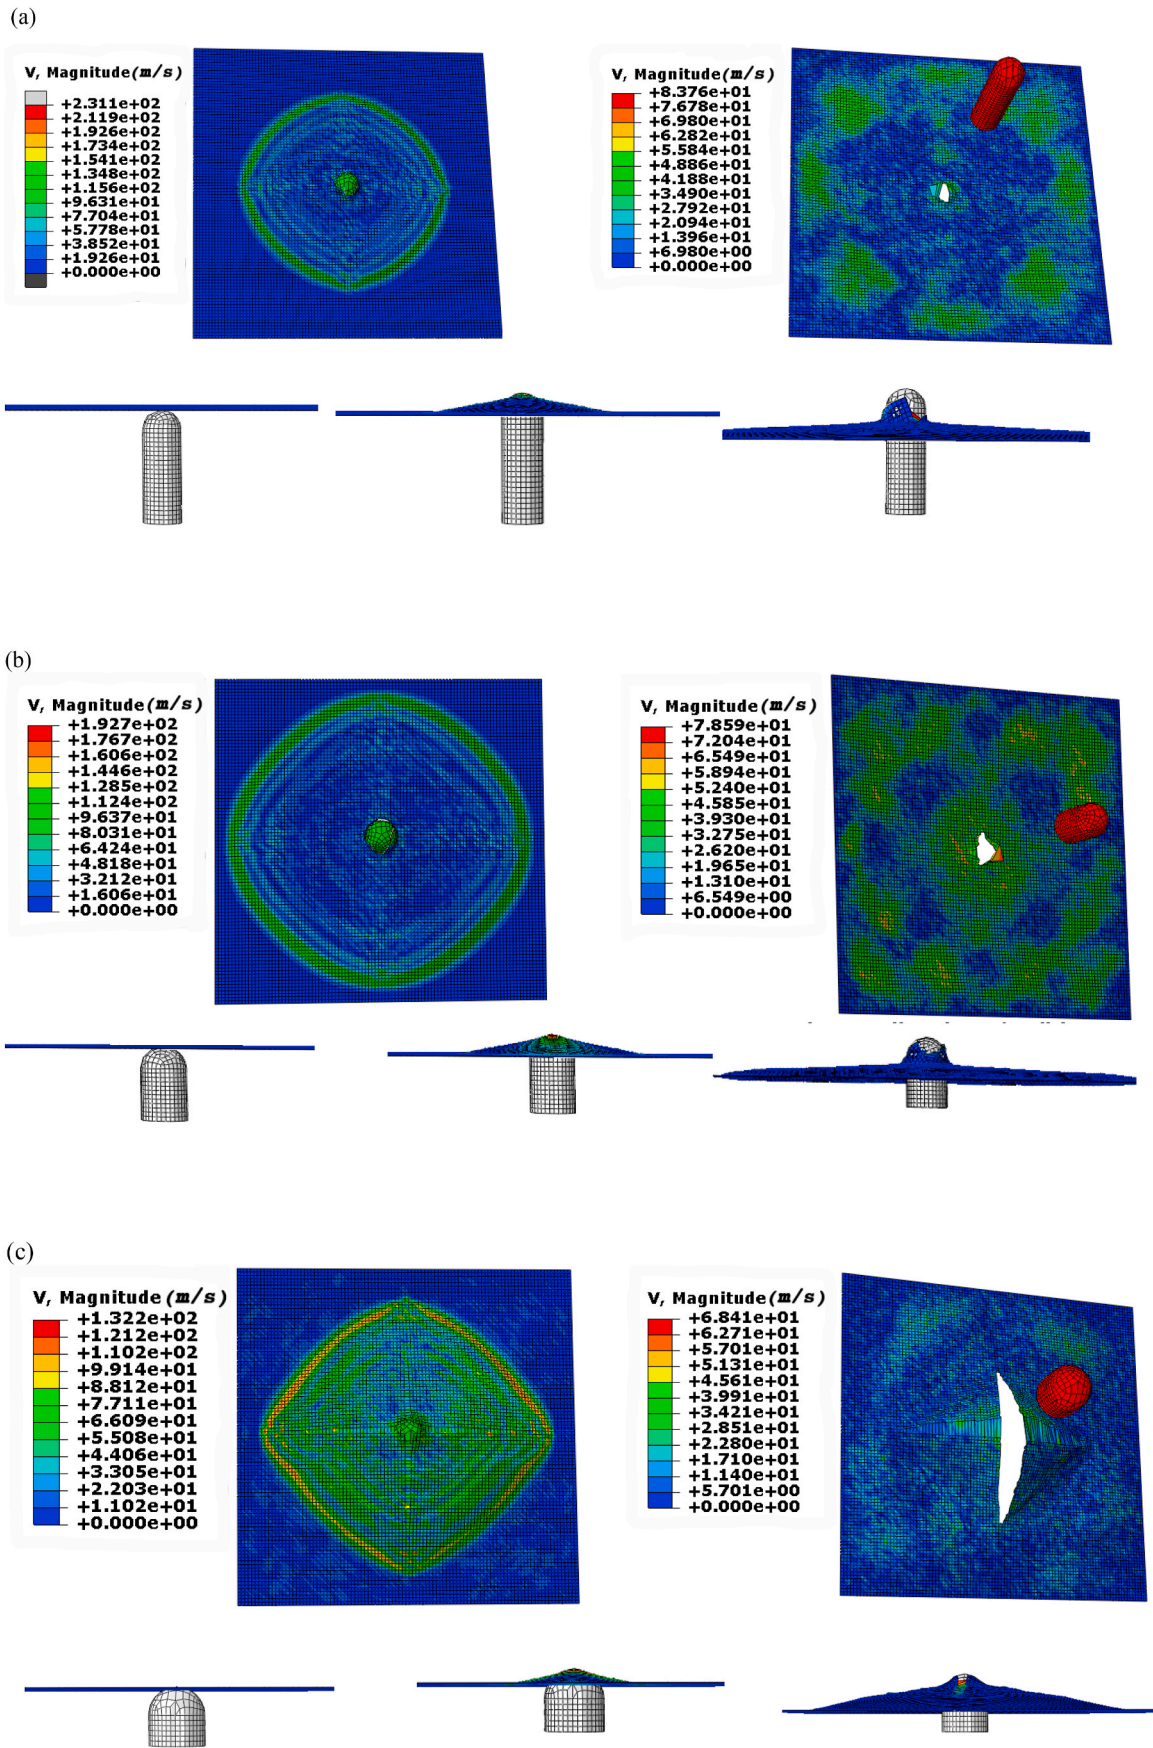 (a)
V, Magnitude(m/s)
+2.311e+02
+2.119e+02
+1.926e+02
+1.734e+02
+1.541e+02
+1.348e+02
+1.156e+02
+9.631e+01
+7.704e+01
+5.778e+01
+3.852e+01
+1.926e+01
+0.000e+00
V, Magnitude(m/s)
+8.376e+01
+7.678e+01
+6.980e+01
+6.282e+01
+5.584e+01
+4.886e+01
+4.188e+01
+3.490e+01
+2.792e+01
+2.094e+01
+1.396e+01
+6.980e+00
+0.000e+00
(b)
V, Magnitude(m/s)
+1.927e+02
+1.767e+02
+1.606e+02
+1.446e+02
+1.285e+02
+1.124e+02
+9.637e+01
+8.031e+01
+6.424e+01
+4.818e+01
+3.212e+01
+1.606e+01
+0.000e+00
V, Magnitude(m/s)
+7.859e+01
+7.204e+01
+6.549e+01
+5.894e+01
+5.240e+01
+4.585e+01
+3.930e+01
+3.275e+01
+2.620e+01
+1.965e+01
+1.310e+01
+6.549e+00
+0.000e+00
(c)
V, Magnitude(m/s)
+1.322e+02
+1.212e+02
+1.102e+02
+9.914e+01
+8.812e+01
+7.711e+01
+6.609e+01
+5.508e+01
+4.406e+01
+3.305e+01
+2.203e+01
+1.102e+01
+0.000e+00
V, Magnitude(m/s)
+6.841e+01
+6.271e+01
+5.701e+01
+5.131e+01
+4.561e+01
+3.991e+01
+3.421e+01
+2.851e+01
+2.280e+01
+1.710e+01
+1.140e+01
+5.701e+00
+0.000e+00